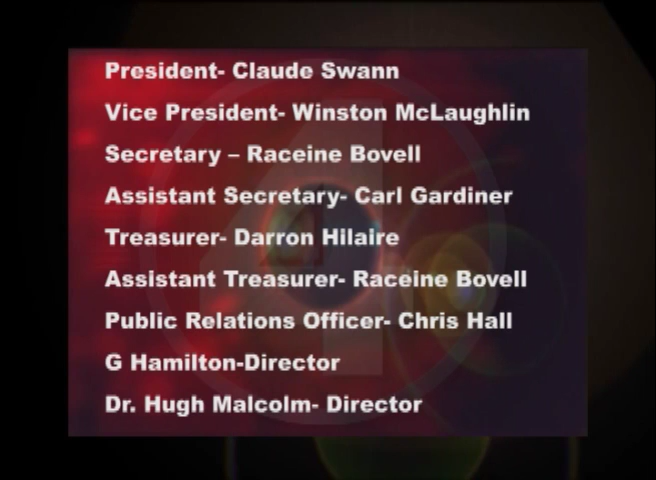 President- Claude Swann
Vice President- Winston McLaughlin
Secretary – Raceine Bovell
Assistant Secretary- Carl Gardiner
Treasurer- Darron Hilaire
Assistant Treasurer- Raceine Bovell
Public Relations Officer- Chris Hall
G Hamilton-Director
Dr. Hugh Malcolm- Director